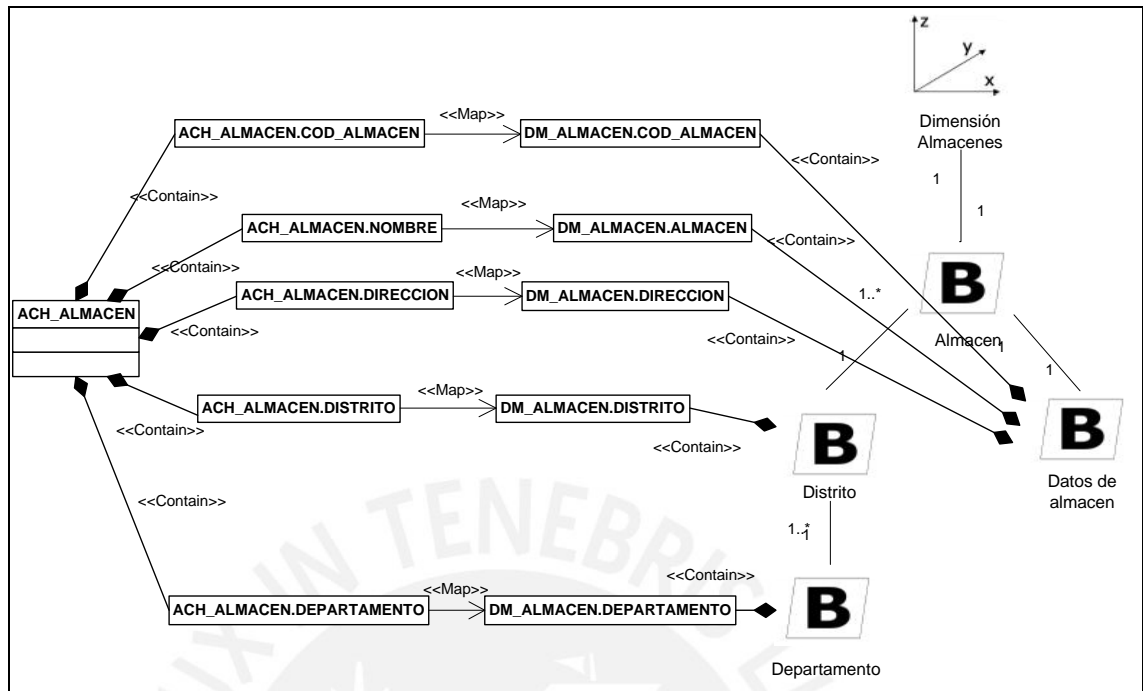 z
y
x
Dimensión
Almacenes
<<Map>>
ACH_ALMACEN.COD_ALMACEN
DM_ALMACEN.COD_ALMACEN
<<Contain>>
<<Contain>>
1
1
<<Map>>
ACH_ALMACEN.NOMBRE
DM_ALMACEN.ALMACEN
<<Contain>>
<<Contain>>
<<Map>>
ACH_ALMACEN.DIRECCION
DM_ALMACEN.DIRECCION
1..*
B
ACH_ALMACEN
<<Contain>>
<<Contain>>
Almacen
1
1
1
<<Map>>
ACH_ALMACEN.DISTRITO
DM_ALMACEN.DISTRITO
<<Contain>>
<<Contain>>
B
B
Distrito
Datos de
almacen
<<Contain>>
1..*
1
<<Map>>
<<Contain>>
ACH_ALMACEN.DEPARTAMENTO
DM_ALMACEN.DEPARTAMENTO
B
Departamento
IN TENEBRIS